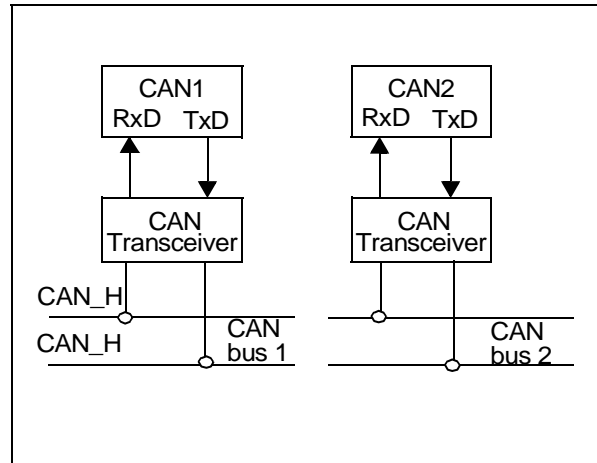 CAN1
RxD TxD
CAN2
RxD TxD
CAN
Transceiver
CAN
Transceiver
CAN_H
CAN_H
CAN
bus 1
CAN
bus 2